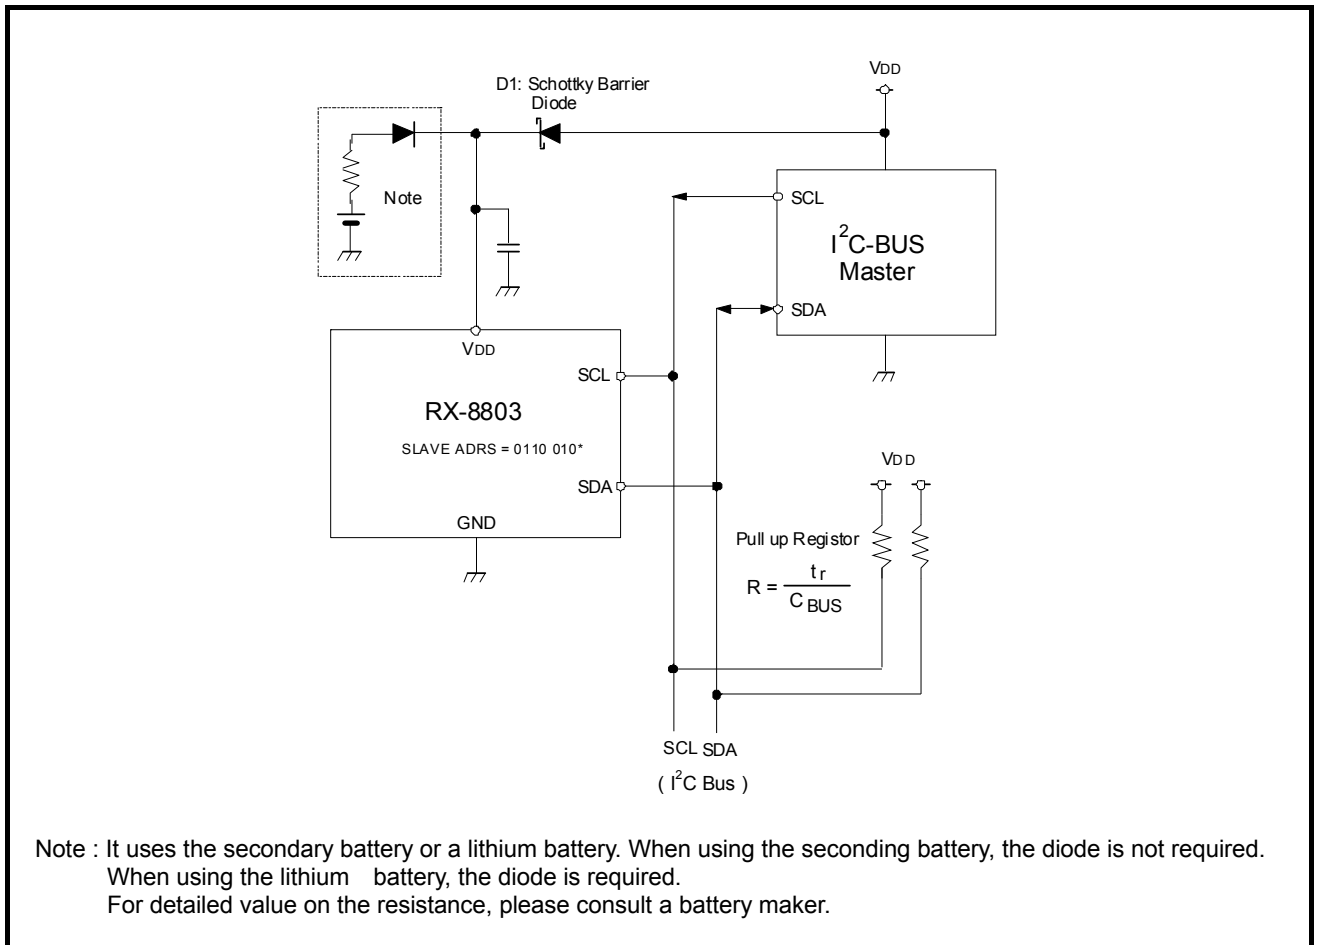 VDD
D1: Schottky Barrier
Diode
Note
SCL
I²C-BUS
Master
SDA
VDD
SCL
RX-8803
SLAVE ADRS = 0110 010*
SDA
GND
VDD
Pull up Registor
R = tr / C BUS
SCL SDA
( I²C Bus )
Note : It uses the secondary battery or a lithium battery. When using the seconding battery, the diode is not required.
When using the lithium battery, the diode is required.
For detailed value on the resistance, please consult a battery maker.